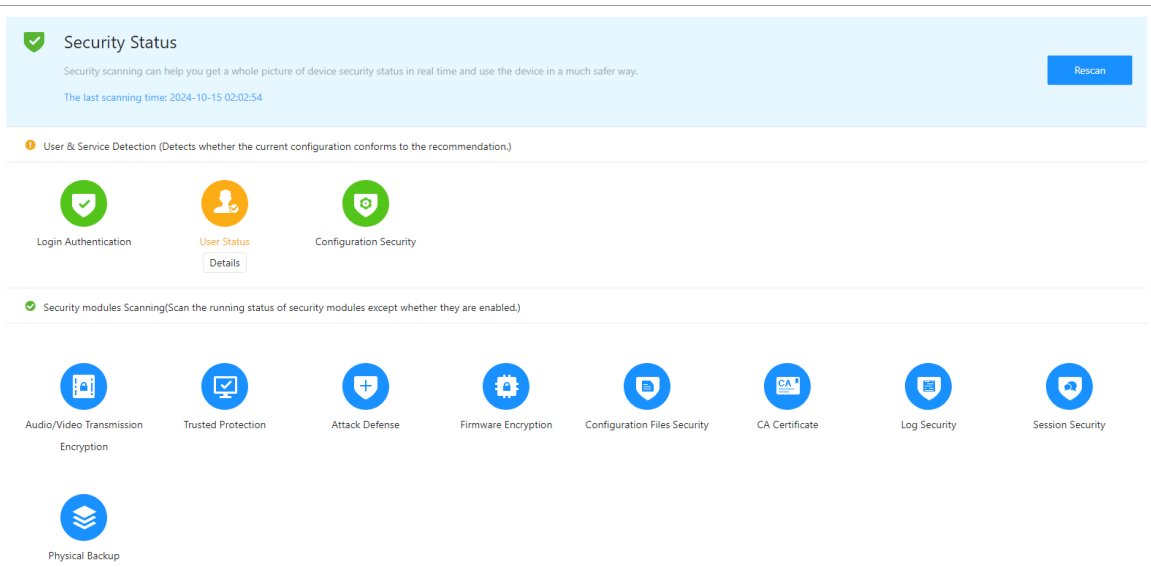 Security Status
Security scanning can help you get a whole picture of device security status in real time and use the device in a much safer way.
Rescan
The last scanning time: 2024-10-15 02:02:54
User & Service Detection (Detects whether the current configuration conforms to the recommendation.)
Login Authentication
User Status
Configuration Security
Details
Security modules Scanning(Scan the running status of security modules except whether they are enabled.)
CA
Audio/Video Transmission
Encryption
Trusted Protection
Attack Defense
Firmware Encryption
Configuration Files Security
CA Certificate
Log Security
Session Security
Physical Backup